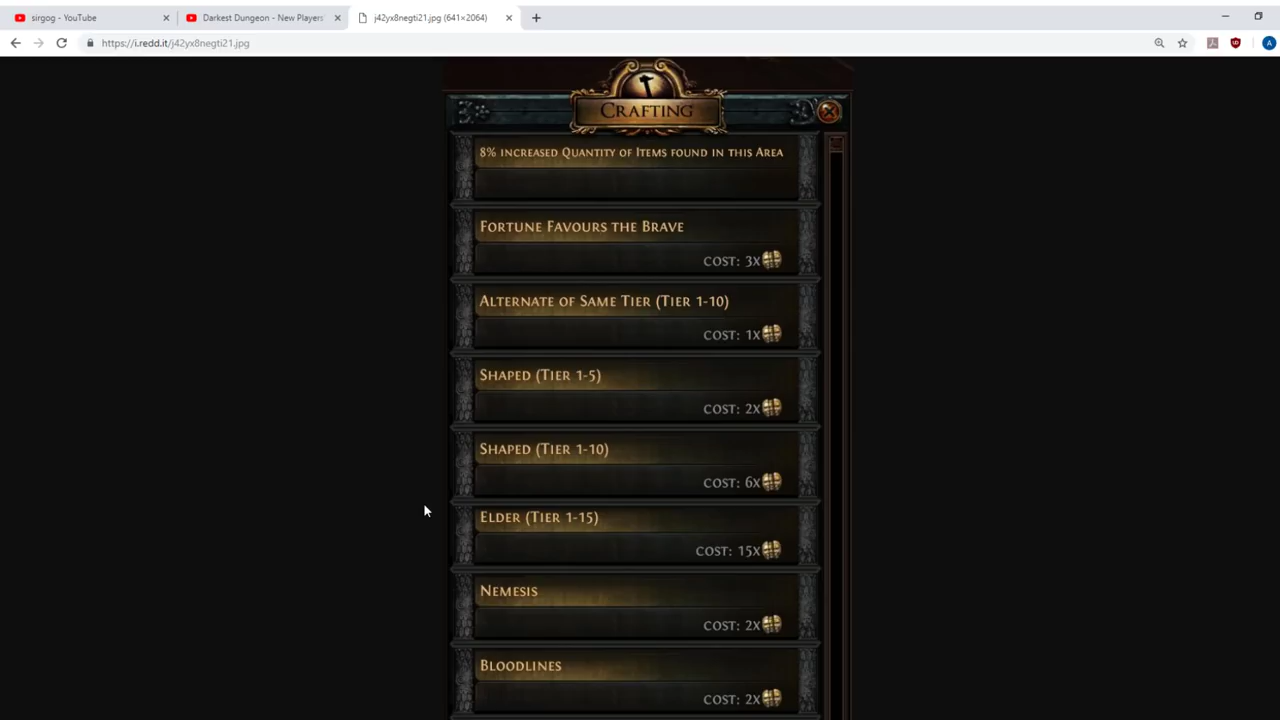 sirgog - YouTube
Darkest Dungeon - New Players
j42yx8negti21.jpg (641×2064)
https://i.redd.it/j42yx8negti21.jpg
A
Crafting
8% increased Quantity of Items found in this Area
Fortune Favours the Brave
Cost: 3x
Alternate of Same Tier (Tier 1-10)
Cost: 1x
Shaped (Tier 1-5)
Cost: 2x
Shaped (Tier 1-10)
Cost: 6x
Elder (Tier 1-15)
Cost: 15x
Nemesis
Cost: 2x
Bloodlines
Cost: 2x